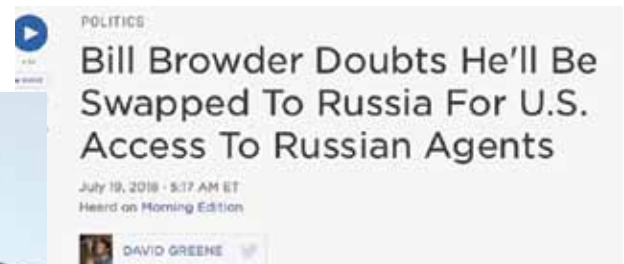 POLITICS
Bill Browder Doubts He'll Be
Swapped To Russia For U.S.
Access To Russian Agents
July 19, 2018 · 5:17 AM ET
Heard on Morning Edition
DAVID GREENE